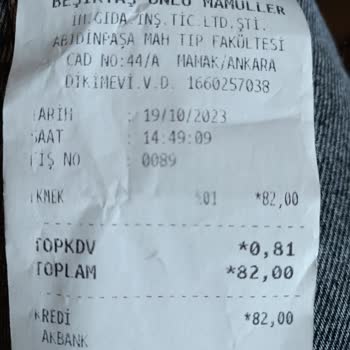 BEŞİKTAŞ UNLU MAMULLER
İH.GIDA İNŞ.TİC.LTD.ŞTİ.
ABİDİNPAŞA MAH TIP FAKÜLTESİ
CAD NO:44/A MAMAK/ANKARA
DİKİMEVİ.V.D. 1660257038
TARİH : 19/10/2023
SAAT : 14:49:09
FİŞ NO : 0089
EKMEK %01 *82,00
TOPKDV *0,81
TOPLAM *82,00
KREDİ *82,00
AKBANK